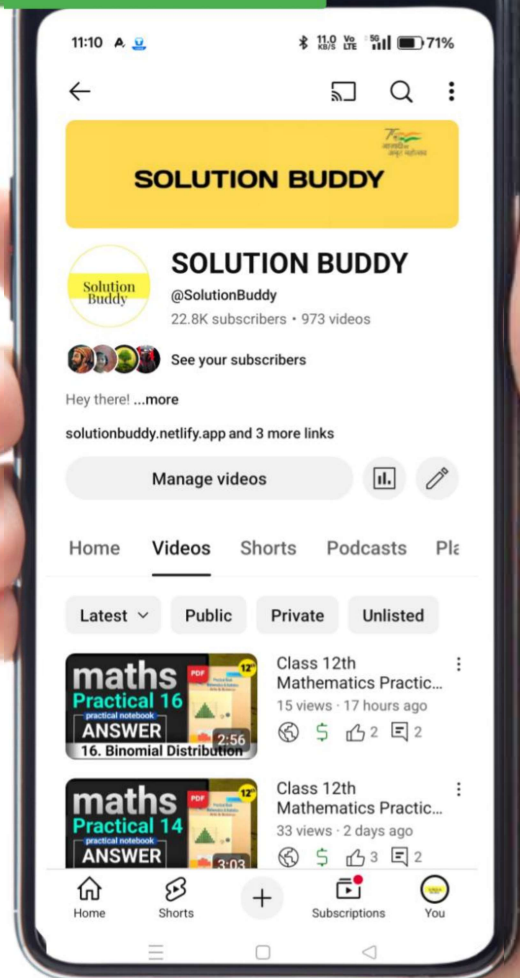 11:10
11.0 KB/S Vo LTE 5G 71%
SOLUTION BUDDY
Solution
Buddy
SOLUTION BUDDY
@SolutionBuddy
22.8K subscribers • 973 videos
See your subscribers
Hey there! ...more
solutionbuddy.netlify.app and 3 more links
Manage videos
Home Videos Shorts Podcasts Pla
Latest Public Private Unlisted
maths
PDF
12th
Practical 16
practical notebook
ANSWER
2:56
16. Binomial Distribution
Class 12th
Mathematics Practic...
15 views · 17 hours ago
$ 2 2
maths
PDF
12th
Practical 14
practical notebook
ANSWER
3:03
Class 12th
Mathematics Practic...
33 views · 2 days ago
$ 3 2
Home Shorts Subscriptions You